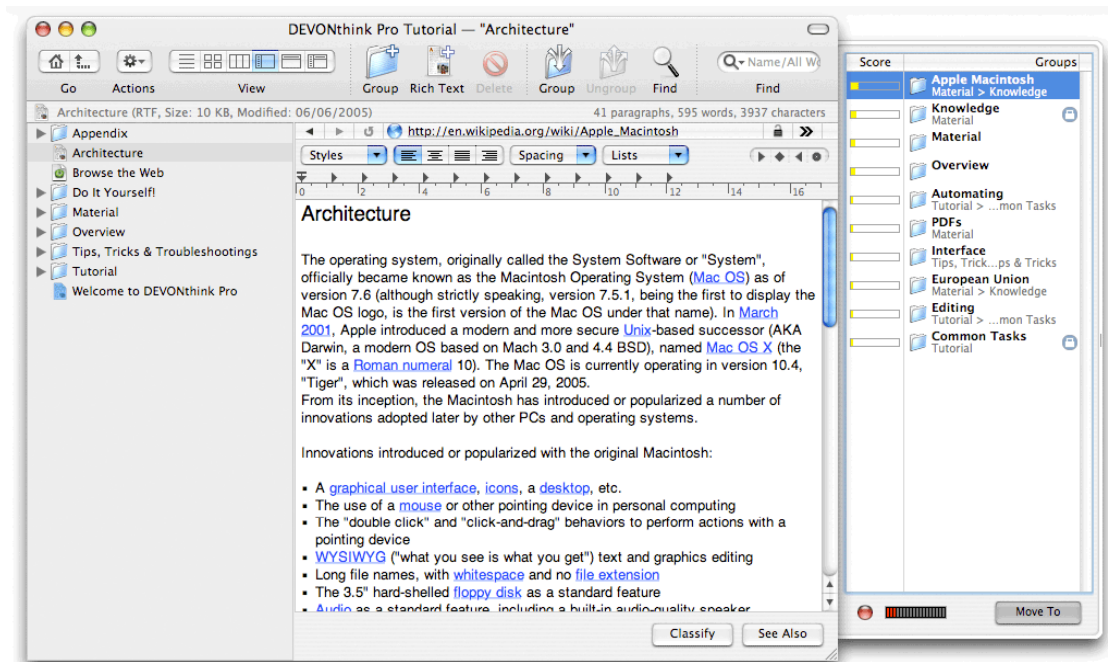 DEVONthink Pro Tutorial — "Architecture"
Name/All W
Go Actions View Group Rich Text Delete Group Ungroup Find Find
Architecture (RTF, Size: 10 KB, Modified: 06/06/2005) 41 paragraphs, 595 words, 3937 characters
Appendix
Architecture
Browse the Web
Do It Yourself!
Material
Overview
Tips, Tricks & Troubleshootings
Tutorial
Welcome to DEVONthink Pro
http://en.wikipedia.org/wiki/Apple_Macintosh
Styles Spacing Lists
0 2 4 6 8 10 12 14 16
Architecture
The operating system, originally called the System Software or "System",
officially became known as the Macintosh Operating System (Mac OS) as of
version 7.6 (although strictly speaking, version 7.5.1, being the first to display the
Mac OS logo, is the first version of the Mac OS under that name). In March
2001, Apple introduced a modern and more secure Unix-based successor (AKA
Darwin, a modern OS based on Mach 3.0 and 4.4 BSD), named Mac OS X (the
"X" is a Roman numeral 10). The Mac OS is currently operating in version 10.4,
"Tiger", which was released on April 29, 2005.
From its inception, the Macintosh has introduced or popularized a number of
innovations adopted later by other PCs and operating systems.
Innovations introduced or popularized with the original Macintosh:
▪ A graphical user interface, icons, a desktop, etc.
▪ The use of a mouse or other pointing device in personal computing
▪ The "double click" and "click-and-drag" behaviors to perform actions with a
pointing device
▪ WYSIWYG ("what you see is what you get") text and graphics editing
▪ Long file names, with whitespace and no file extension
▪ The 3.5" hard-shelled floppy disk as a standard feature
▪ Audio as a standard feature, including a built-in audio-quality speaker
Classify See Also
Score Groups
Apple Macintosh
Material > Knowledge
Knowledge
Material
Material
Overview
Automating
Tutorial > ...mon Tasks
PDFs
Material
Interface
Tips, Trick...ps & Tricks
European Union
Material > Knowledge
Editing
Tutorial > ...mon Tasks
Common Tasks
Tutorial
Move To